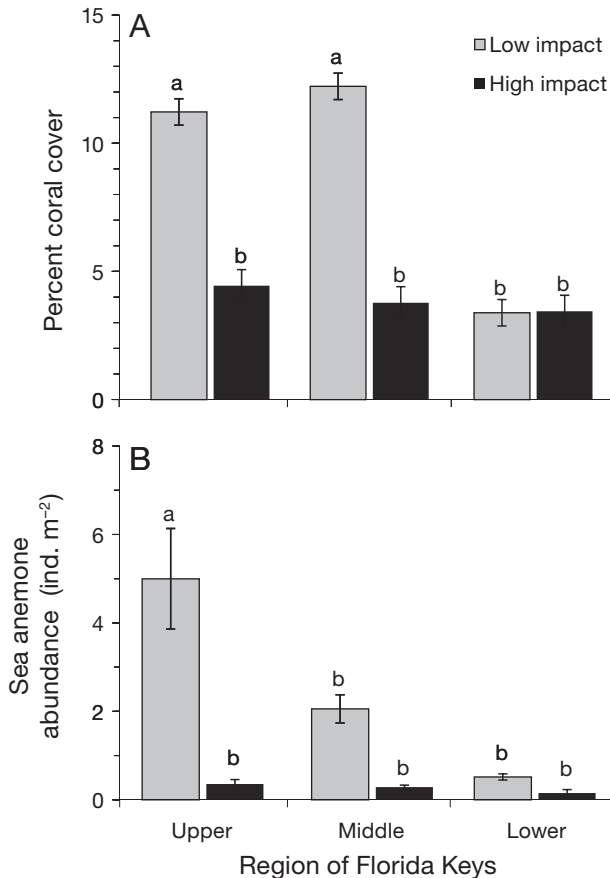 A
15
10
5
0
Percent coral cover
Low impact
High impact
a
b
a
b
b
b
B
8
6
4
2
0
Sea anemone
abundance (ind. m⁻²)
a
b
b
b
b
b
Upper Middle Lower
Region of Florida Keys